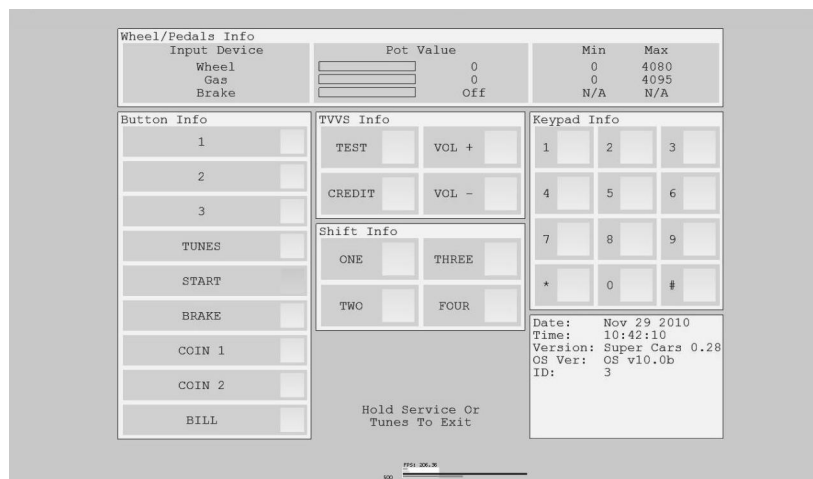 Wheel/Pedals Info
Input Device Pot Value Min Max
Wheel 0 0 4080
Gas 0 0 4095
Brake Off N/A N/A
Button Info
1
2
3
TUNES
START
BRAKE
COIN 1
COIN 2
BILL
TVVS Info
TEST VOL +
CREDIT VOL -
Shift Info
ONE THREE
TWO FOUR
Hold Service Or
Tunes To Exit
Keypad Info
1 2 3
4 5 6
7 8 9
* 0 #
Date: Nov 29 2010
Time: 10:42:10
Version: Super Cars 0.28
OS Ver: OS v10.0b
ID: 3
FPS: 206.36
500